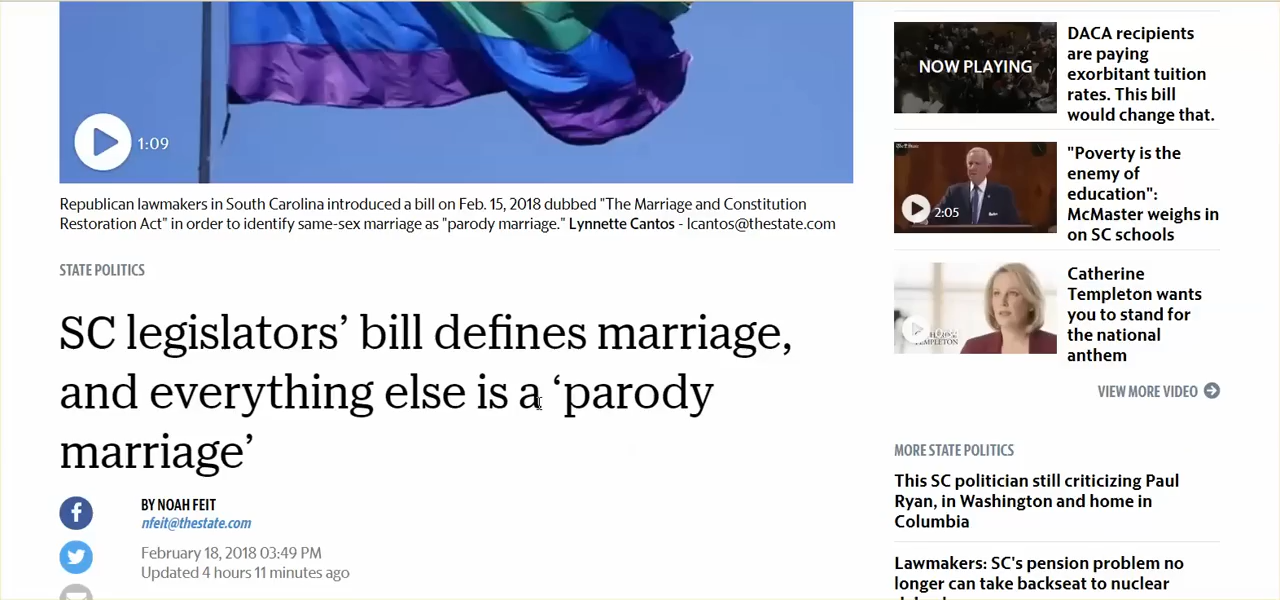 1:09
Republican lawmakers in South Carolina introduced a bill on Feb. 15, 2018 dubbed "The Marriage and Constitution
Restoration Act" in order to identify same-sex marriage as "parody marriage." Lynnette Cantos - lcantos@thestate.com
STATE POLITICS
SC legislators’ bill defines marriage,
and everything else is a ‘parody
marriage’
BY NOAH FEIT
nfeit@thestate.com
February 18, 2018 03:49 PM
Updated 4 hours 11 minutes ago
NOW PLAYING
DACA recipients
are paying
exorbitant tuition
rates. This bill
would change that.
2:05
"Poverty is the
enemy of
education":
McMaster weighs in
on SC schools
TEMPLETON
Catherine
Templeton wants
you to stand for
the national
anthem
VIEW MORE VIDEO
MORE STATE POLITICS
This SC politician still criticizing Paul
Ryan, in Washington and home in
Columbia
Lawmakers: SC's pension problem no
longer can take backseat to nuclear